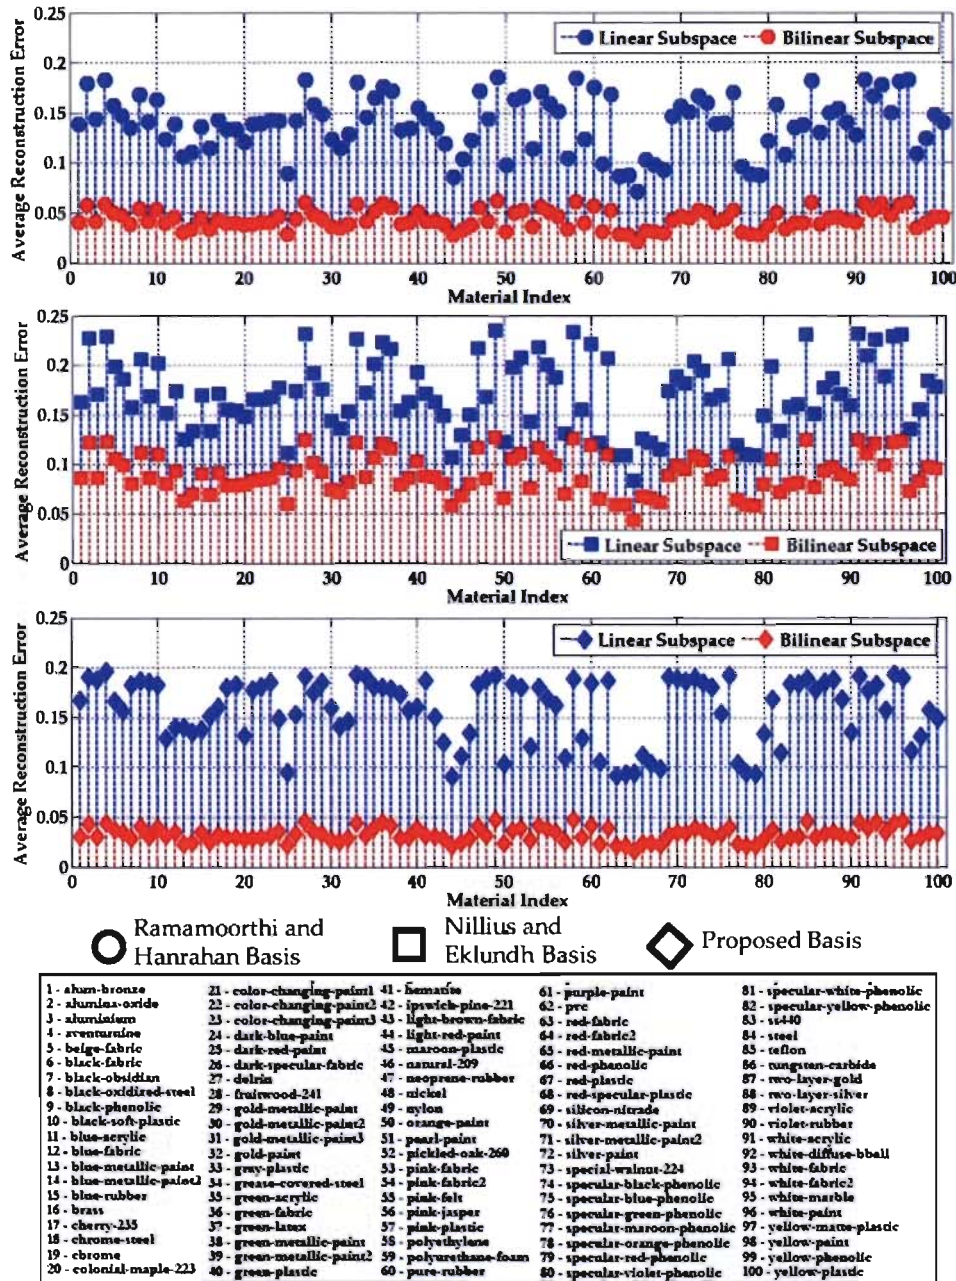 Average Reconstruction Error
0.25
0.2
0.15
0.1
0.05
0
Linear Subspace Bilinear Subspace
0 10 20 30 40 50 60 70 80 90 100
Material Index
Average Reconstruction Error
0.25
0.2
0.15
0.1
0.05
0
Linear Subspace Bilinear Subspace
0 10 20 30 40 50 60 70 80 90 100
Material Index
Average Reconstruction Error
0.25
0.2
0.15
0.1
0.05
0
Linear Subspace Bilinear Subspace
0 10 20 30 40 50 60 70 80 90 100
Material Index
Ramamoorthi and
Hanrahan Basis
Nillius and
Eklundh Basis
Proposed Basis
1 - alum-bronze
2 - alumina-oxide
3 - aluminium
4 - aventurnine
5 - beige-fabric
6 - black-fabric
7 - black-obsidian
8 - black-oxidized-steel
9 - black-phenolic
10 - black-soft-plastic
11 - blue-acrylic
12 - blue-fabric
13 - blue-metallic-paint
14 - blue-metallic-paint2
15 - blue-rubber
16 - brass
17 - cherry-235
18 - chrome-steel
19 - chrome
20 - colonial-maple-223
21 - color-changing-paint1
22 - color-changing-paint2
23 - color-changing-paint3
24 - dark-blue-paint
25 - dark-red-paint
26 - dark-specular-fabric
27 - delrin
28 - fruitwood-241
29 - gold-metallic-paint
30 - gold-metallic-paint2
31 - gold-metallic-paint3
32 - gold-paint
33 - gray-plastic
34 - grease-covered-steel
35 - green-acrylic
36 - green-fabric
37 - green-latex
38 - green-metallic-paint
39 - green-metallic-paint2
40 - green-plastic
41 - hematite
42 - ipswich-pine-221
43 - light-brown-fabric
44 - light-red-paint
45 - maroon-plastic
46 - natural-209
47 - neoprene-rubber
48 - nickel
49 - nylon
50 - orange-paint
51 - pearl-paint
52 - pickled-oak-260
53 - pink-fabric
54 - pink-fabric2
55 - pink-felt
56 - pink-jasper
57 - pink-plastic
58 - polyethylene
59 - polyurethane-foam
60 - pure-rubber
61 - purple-paint
62 - pvc
63 - red-fabric
64 - red-fabric2
65 - red-metallic-paint
66 - red-phenolic
67 - red-plastic
68 - red-specular-plastic
69 - silicon-nitrade
70 - silver-metallic-paint
71 - silver-metallic-paint2
72 - silver-paint
73 - special-walnut-224
74 - specular-black-phenolic
75 - specular-blue-phenolic
76 - specular-green-phenolic
77 - specular-maroon-phenolic
78 - specular-orange-phenolic
79 - specular-red-phenolic
80 - specular-violet-phenolic
81 - specular-white-phenolic
82 - specular-yellow-phenolic
83 - ss440
84 - steel
85 - teflon
86 - tungsten-carbide
87 - two-layer-gold
88 - two-layer-silver
89 - violet-acrylic
90 - violet-rubber
91 - white-acrylic
92 - white-diffuse-bball
93 - white-fabric
94 - white-fabric2
95 - white-marble
96 - white-paint
97 - yellow-matte-plastic
98 - yellow-paint
99 - yellow-phenolic
100 - yellow-plastic